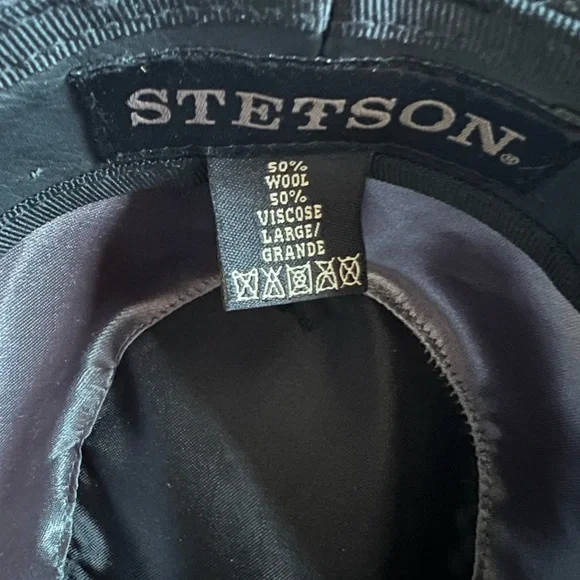 STETSON®
50%
WOOL
50%
VISCOSE
LARGE/
GRANDE